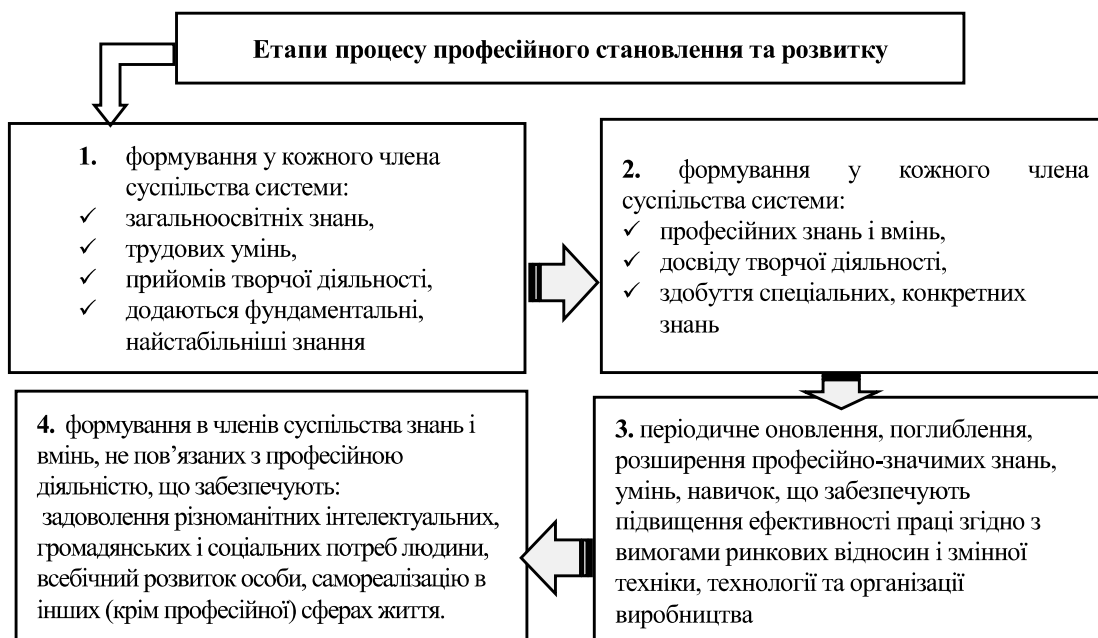 Етапи процесу професійного становлення та розвитку
1. формування у кожного члена
суспільства системи:
✓ загальноосвітніх знань,
✓ трудових умінь,
✓ прийомів творчої діяльності,
✓ додаються фундаментальні,
найстабільніші знання
2. формування у кожного члена
суспільства системи:
✓ професійних знань і вмінь,
✓ досвіду творчої діяльності,
✓ здобуття спеціальних, конкретних
знань
3. періодичне оновлення, поглиблення,
розширення професійно-значимих знань,
умінь, навичок, що забезпечують
підвищення ефективності праці згідно з
вимогами ринкових відносин і змінної
техніки, технології та організації
виробництва
4. формування в членів суспільства знань і
вмінь, не пов’язаних з професійною
діяльністю, що забезпечують:
задоволення різноманітних інтелектуальних,
громадянських і соціальних потреб людини,
всебічний розвиток особи, самореалізацію в
інших (крім професійної) сферах життя.